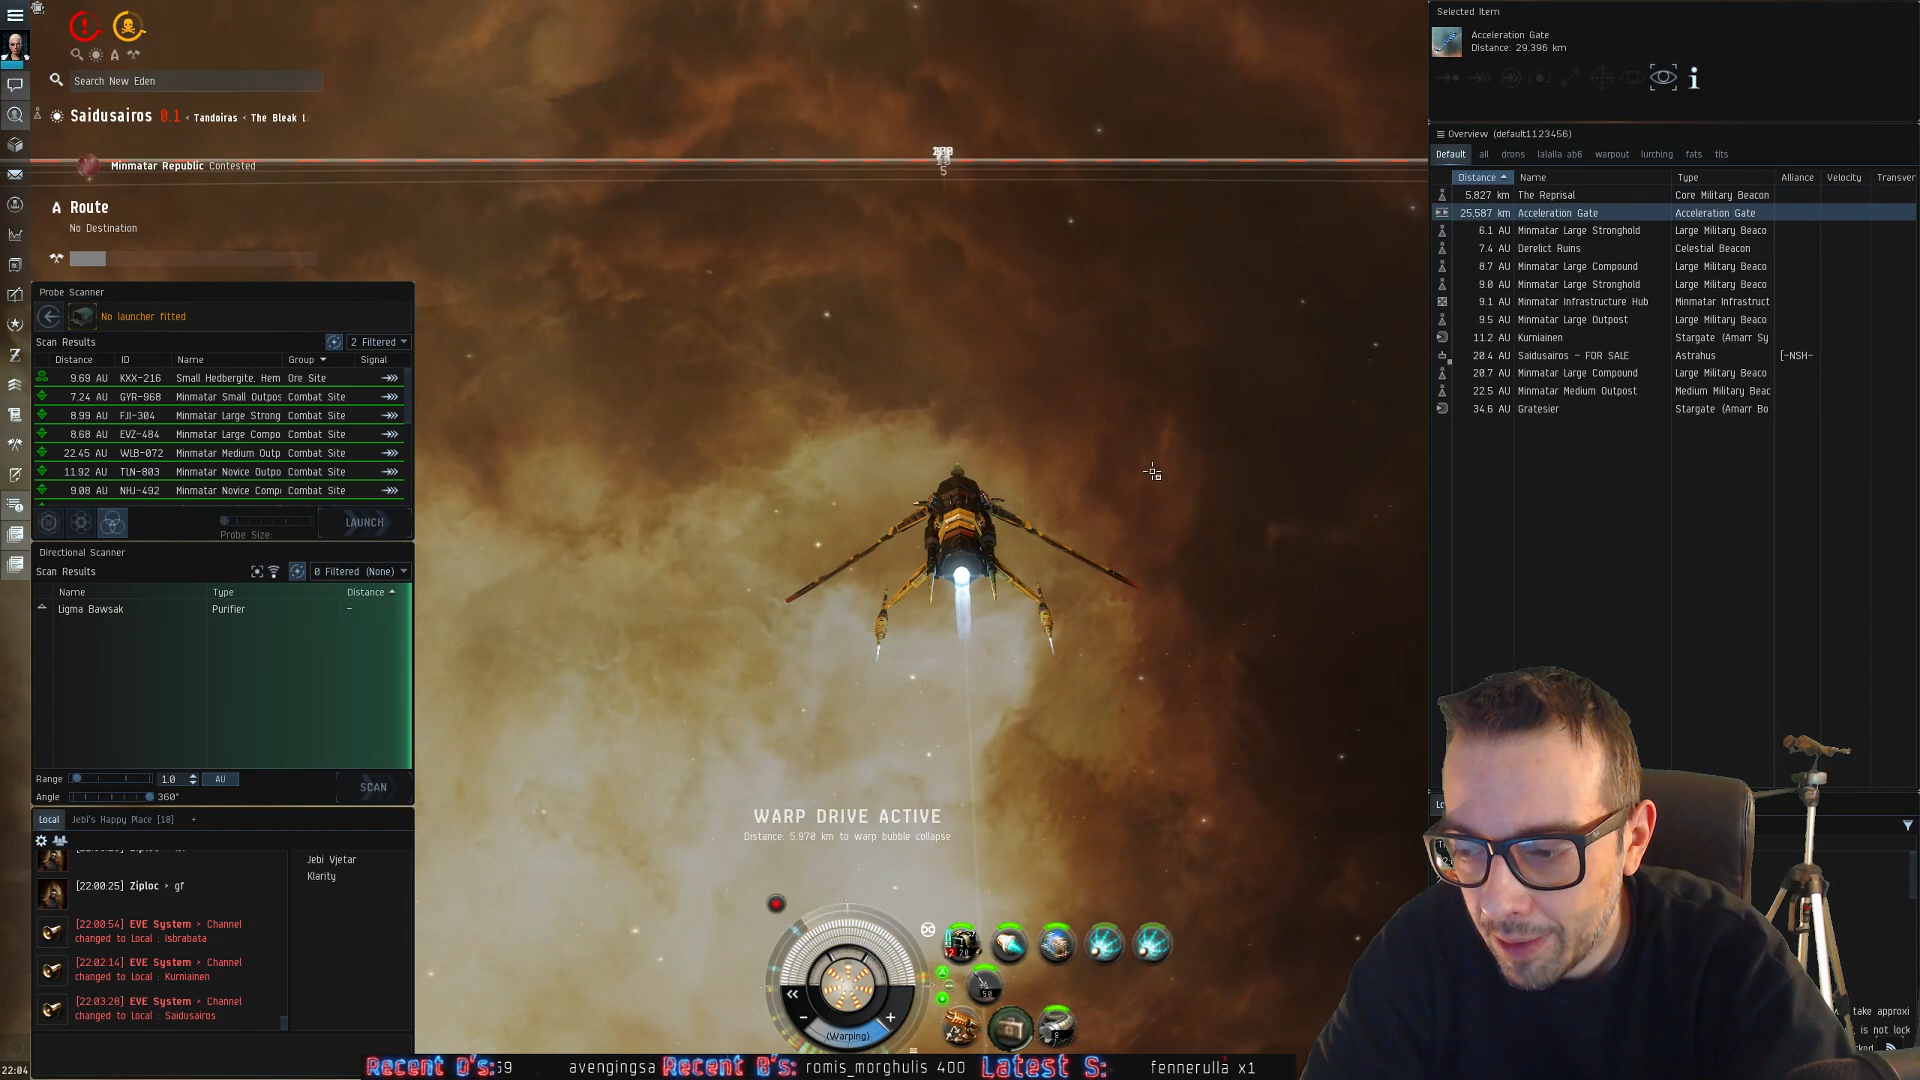 Search New Eden
Saidusairos 0.1 < Tandoiras < The Bleak L
Minmatar Republic Contested
Route
No Destination
Probe Scanner
No launcher fitted
Scan Results
2 Filtered
Distance ID Name Group Signal
9.69 AU KXX-216 Small Hedbergite, Hem Ore Site
7.24 AU GYR-968 Minmatar Small Outpos Combat Site
8.99 AU FJI-304 Minmatar Large Strong Combat Site
8.68 AU EVZ-484 Minmatar Large Compo Combat Site
22.45 AU WLB-072 Minmatar Medium Outp Combat Site
11.92 AU TLN-803 Minmatar Novice Outpo Combat Site
9.08 AU NHJ-492 Minmatar Novice Comp Combat Site
Probe Size:
LAUNCH
Directional Scanner
Scan Results
0 Filtered (None)
Name Type Distance
Ligma Bawsak Purifier -
Range 1.0 AU
Angle 360°
SCAN
Local Jebi's Happy Place [18] +
[22:00:25] Ziploc > gf
[22:00:54] EVE System > Channel
changed to Local : Isbrabata
[22:02:14] EVE System > Channel
changed to Local : Kurniainen
[22:03:28] EVE System > Channel
changed to Local : Saidusairos
Jebi Vjetar
Klarity
22:04
5
WARP DRIVE ACTIVE
Distance: 5,970 km to warp bubble collapse
(Warping)
2 20
50
8
Recent D's: 69 avengingsa Recent B's: romis_morghulis 400 Latest S: fennerulla x1
Selected Item
Acceleration Gate
Distance: 29,396 km
Overview (default1123456)
Default all drons lalalla ab6 warpout lurching fats tits
Distance Name Type Alliance Velocity Transver
5,827 km The Reprisal Core Military Beacon
25,587 km Acceleration Gate Acceleration Gate
6.1 AU Minmatar Large Stronghold Large Military Beaco
7.4 AU Derelict Ruins Celestial Beacon
8.7 AU Minmatar Large Compound Large Military Beaco
9.0 AU Minmatar Large Stronghold Large Military Beaco
9.1 AU Minmatar Infrastructure Hub Minmatar Infrastruct
9.5 AU Minmatar Large Outpost Large Military Beaco
11.2 AU Kurniainen Stargate (Amarr Sy
20.4 AU Saidusairos - FOR SALE Astrahus [-NSH-
20.7 AU Minmatar Large Compound Large Military Beaco
22.5 AU Minmatar Medium Outpost Medium Military Beac
34.6 AU Gratesier Stargate (Amarr Bo
take approxi
, is not lock